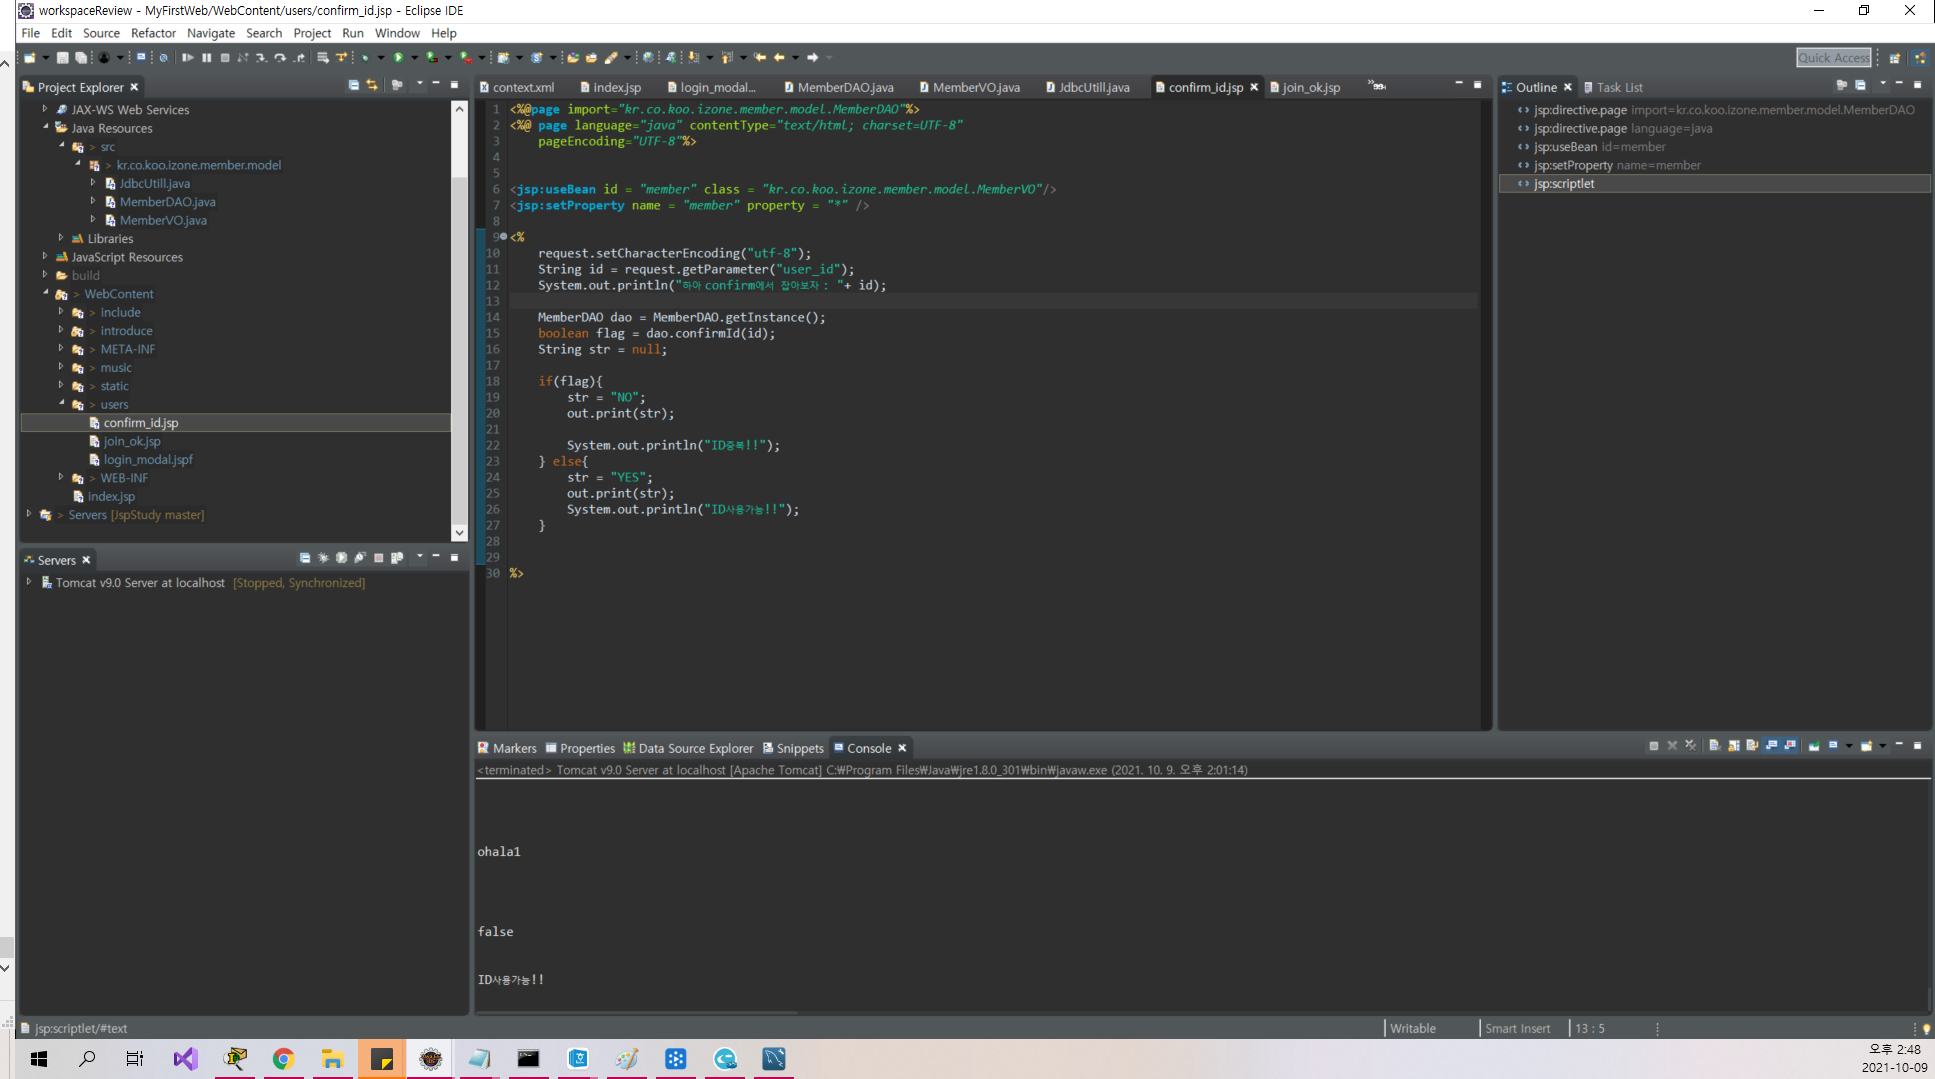 workspaceReview - MyFirstWeb/WebContent/users/confirm_id.jsp - Eclipse IDE
File Edit Source Refactor Navigate Search Project Run Window Help
Quick Access
Project Explorer
JAX-WS Web Services
Java Resources
> src
> kr.co.koo.izone.member.model
JdbcUtill.java
MemberDAO.java
MemberVO.java
Libraries
JavaScript Resources
build
> WebContent
> include
> introduce
> META-INF
> music
> static
> users
confirm_id.jsp
join_ok.jsp
login_modal.jspf
> WEB-INF
index.jsp
> Servers [JspStudy master]
Servers
Tomcat v9.0 Server at localhost [Stopped, Synchronized]
context.xml index.jsp login_modal... MemberDAO.java MemberVO.java JdbcUtill.java confirm_id.jsp join_ok.jsp
1 <%@page import="kr.co.koo.izone.member.model.MemberDAO"%>
2 <%@ page language="java" contentType="text/html; charset=UTF-8"
3 pageEncoding="UTF-8"%>
4
5
6 <jsp:useBean id = "member" class = "kr.co.koo.izone.member.model.MemberVO"/>
7 <jsp:setProperty name = "member" property = "*" />
8
9 <%
10 request.setCharacterEncoding("utf-8");
11 String id = request.getParameter("user_id");
12 System.out.println("하아 confirm에서 잡아보자 : "+ id);
13
14 MemberDAO dao = MemberDAO.getInstance();
15 boolean flag = dao.confirmId(id);
16 String str = null;
17
18 if(flag){
19 str = "NO";
20 out.print(str);
21
22 System.out.println("ID중복!!");
23 } else{
24 str = "YES";
25 out.print(str);
26 System.out.println("ID사용가능!!");
27 }
28
29
30 %>
Outline Task List
jsp:directive.page import=kr.co.koo.izone.member.model.MemberDAO
jsp:directive.page language=java
jsp:useBean id=member
jsp:setProperty name=member
jsp:scriptlet
Markers Properties Data Source Explorer Snippets Console
<terminated> Tomcat v9.0 Server at localhost [Apache Tomcat] C:₩Program Files₩Java₩jre1.8.0_301₩bin₩javaw.exe (2021. 10. 9. 오후 2:01:14)
ohala1
false
ID사용가능!!
jsp:scriptlet/#text
Writable Smart Insert 13 : 5
오후 2:48
2021-10-09